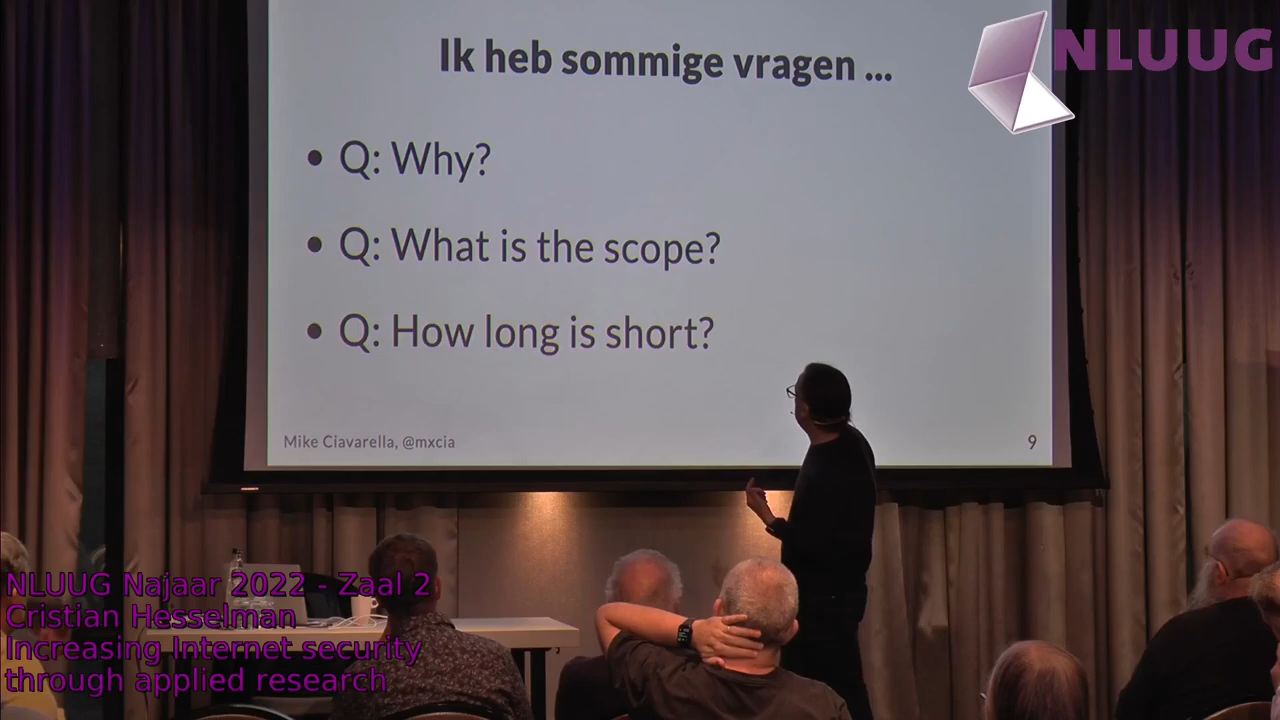 Ik heb sommige vragen ...
NLUUG
• Q: Why?
• Q: What is the scope?
• Q: How long is short?
Mike Ciavarella, @mxcia
9
NLUUG Najaar 2022 - Zaal 2
Cristian Hesselman
Increasing Internet security
through applied research